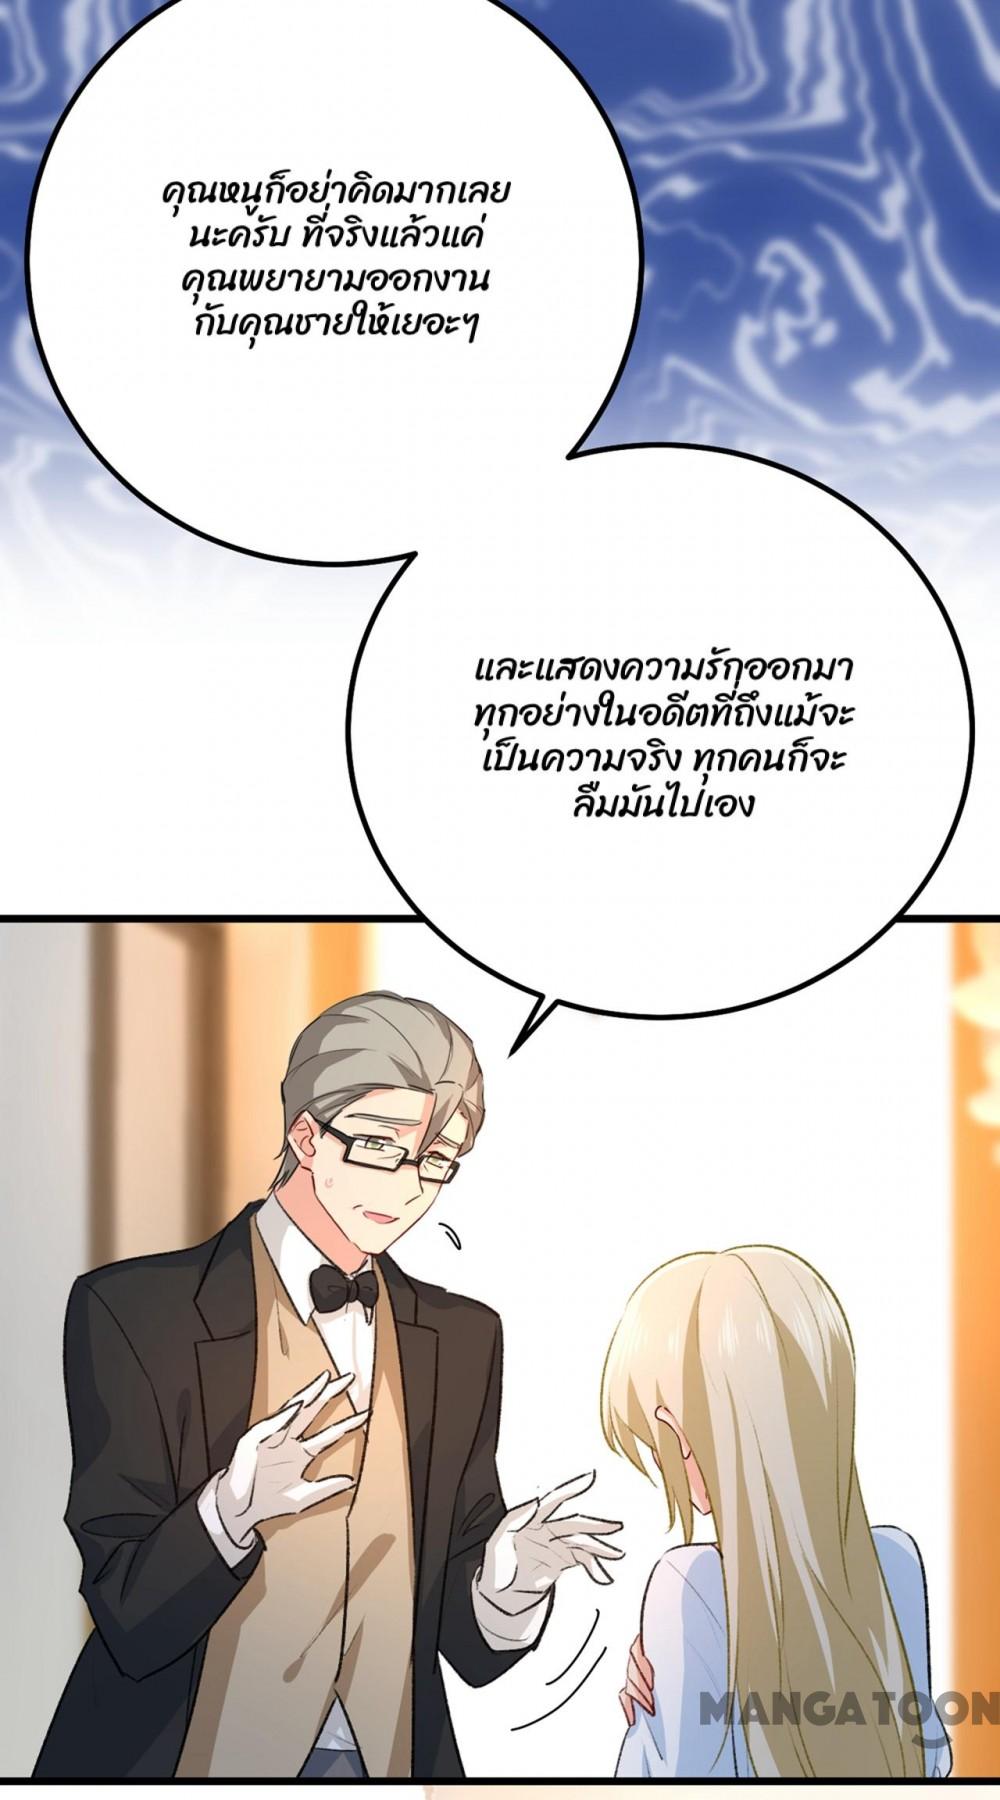 คุณหนูก็อย่าคิดมากเลย
นะครับ ที่จริงแล้วแค่
คุณพยายามออกงาน
กับคุณชายให้เยอะๆ
และแสดงความรักออกมา
ทุกอย่างในอดีตที่ถึงแม้จะ
เป็นความจริง ทุกคนก็จะ
ลืมมันไปเอง
MANGATOON